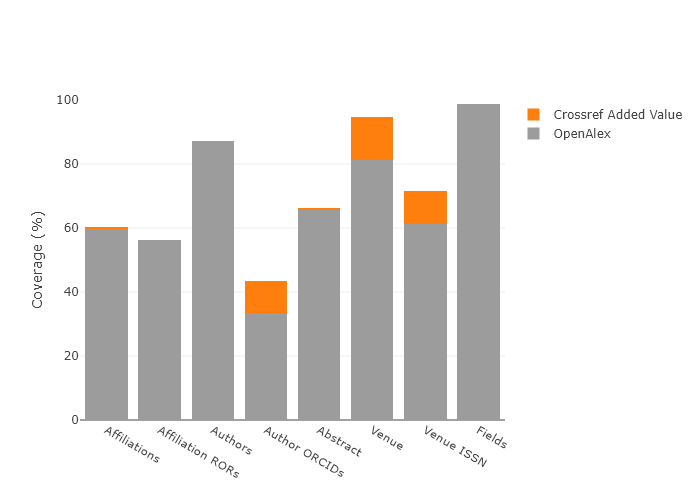 Crossref Added Value
OpenAlex
Coverage (%)
100
80
60
40
20
0
Affiliations
Affiliation RORs
Authors
Author ORCIDs
Abstract
Venue
Venue ISSN
Fields